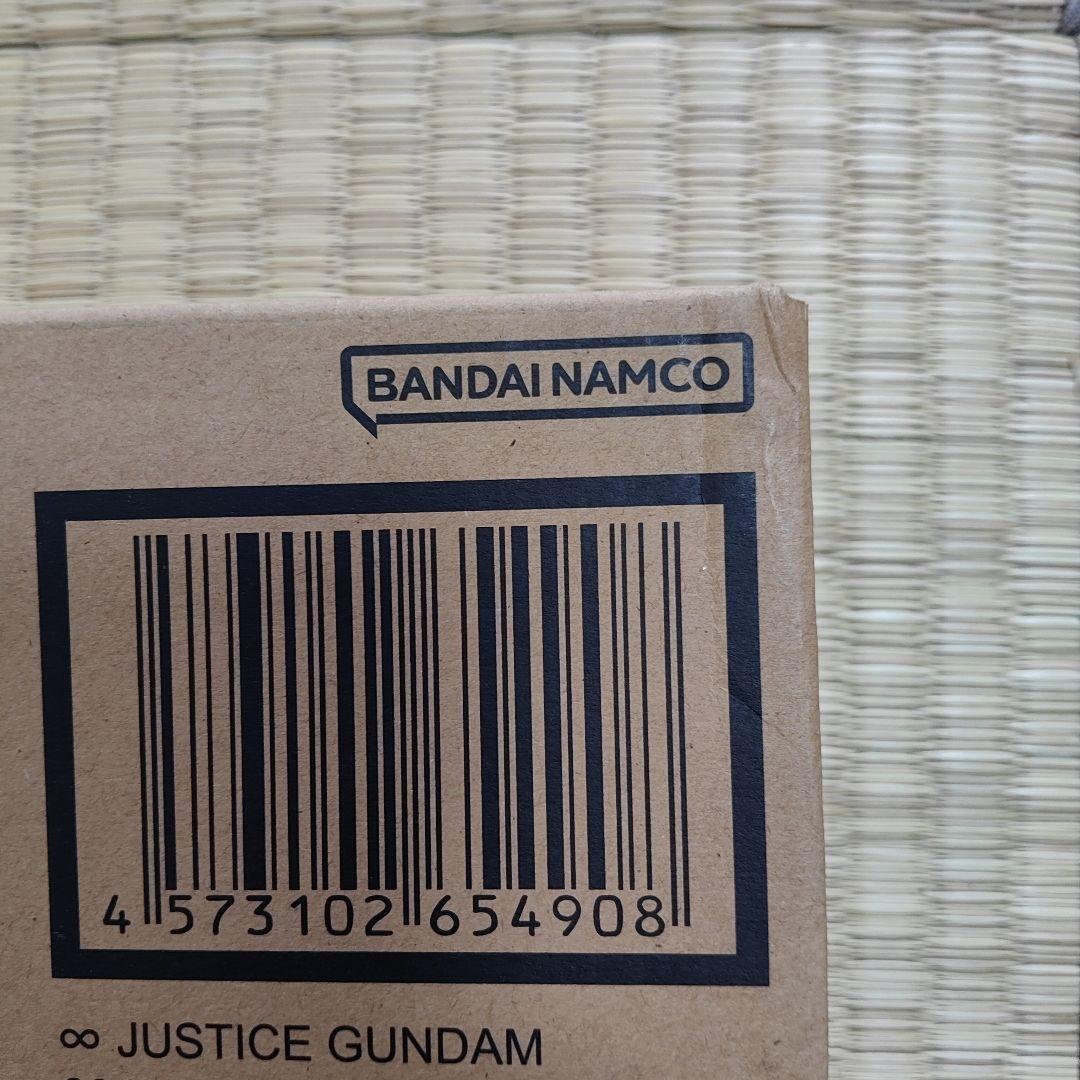 BANDAI NAMCO
4 573102 654908
∞ JUSTICE GUNDAM